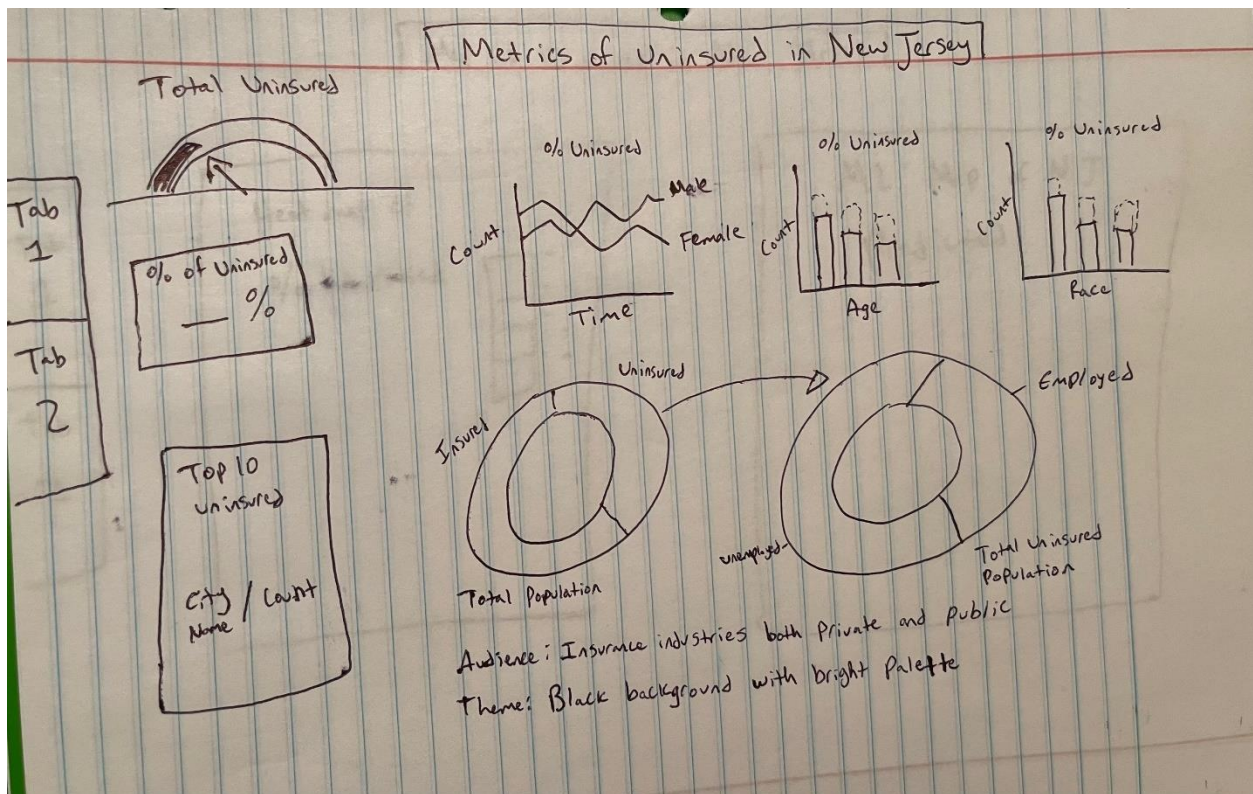 Metrics of Uninsured in New Jersey
Total Uninsured
Tab
1
Tab
2
% of Uninsured
__ %
Top 10
Uninsured
City / Count
Name
% Uninsured
Count
Male
Female
Time
% Uninsured
Count
Age
% Uninsured
Count
Race
Uninsured
Insured
Total Population
Employed
Unemployed
Total Uninsured
Population
Audience: Insurance industries both Private and Public
Theme: Black background with bright Palette